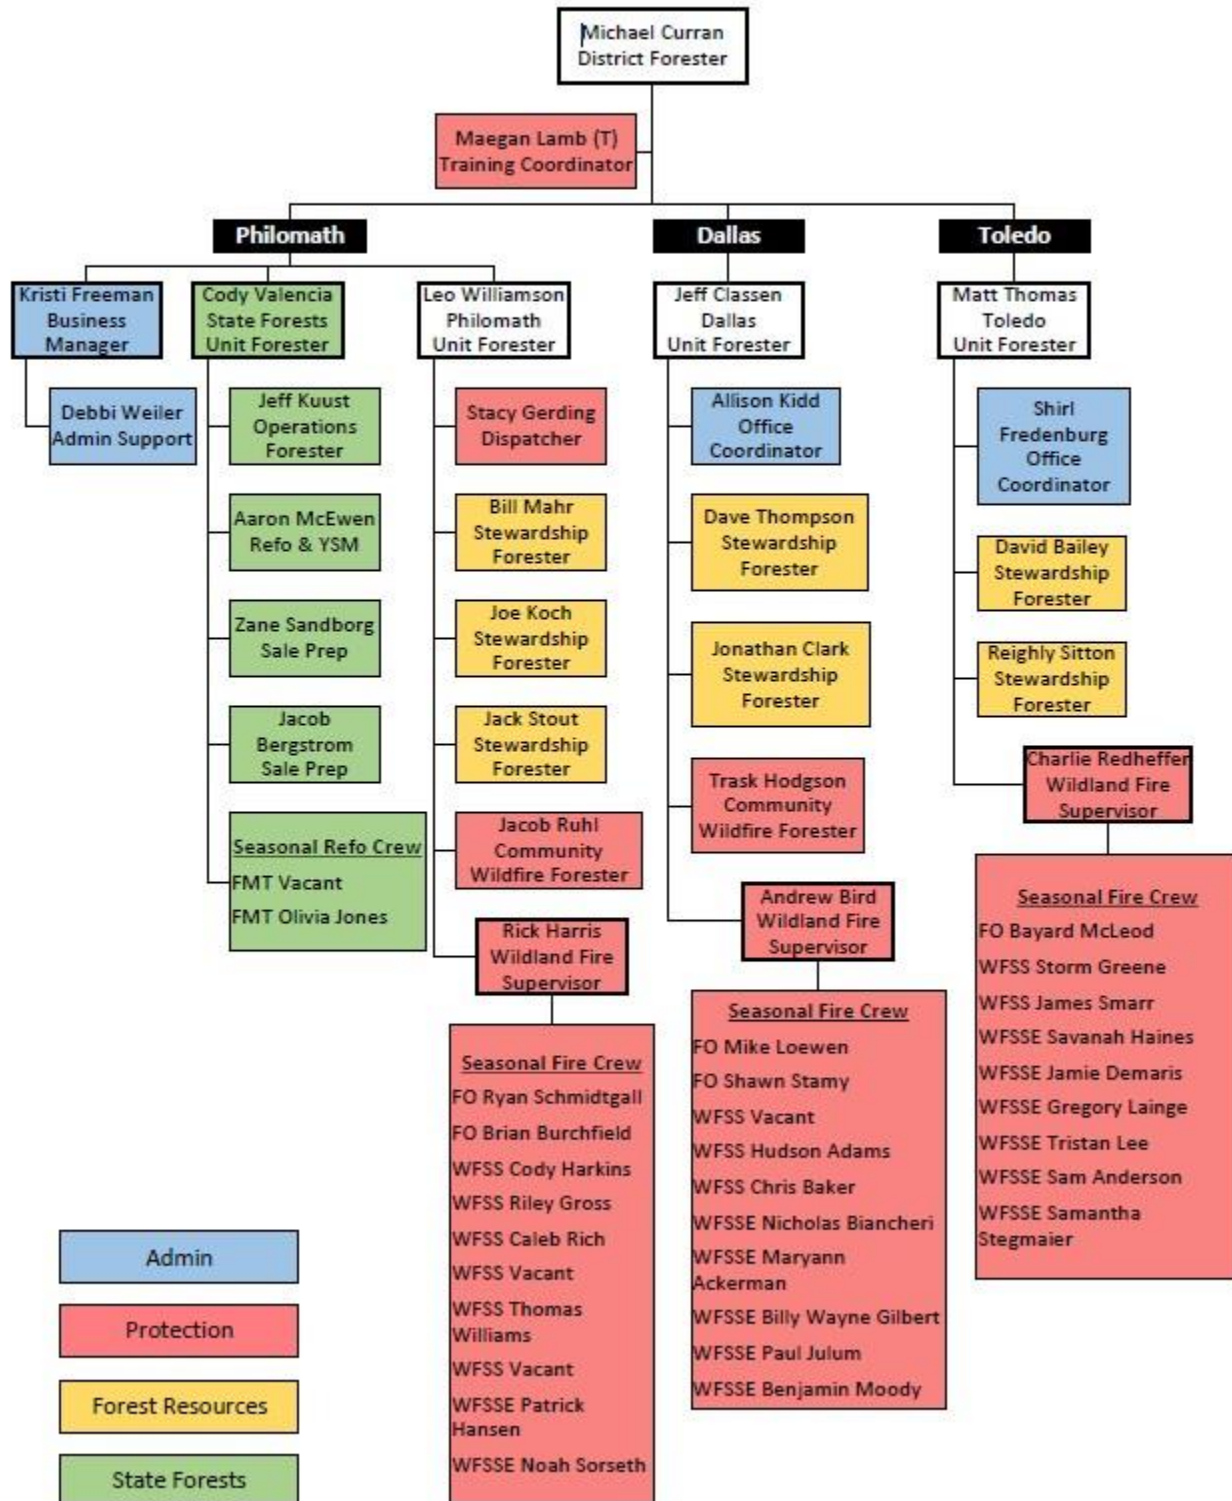 Michael Curran
District Forester
Maegan Lamb (T)
Training Coordinator
Philomath
Dallas
Toledo
Kristi Freeman
Business
Manager
Debbi Weiler
Admin Support
Cody Valencia
State Forests
Unit Forester
Jeff Kuust
Operations
Forester
Aaron McEwen
Refo & YSM
Zane Sandborg
Sale Prep
Jacob
Bergstrom
Sale Prep
Seasonal Refo Crew
FMT Vacant
FMT Olivia Jones
Leo Williamson
Philomath
Unit Forester
Stacy Gerding
Dispatcher
Bill Mahr
Stewardship
Forester
Joe Koch
Stewardship
Forester
Jack Stout
Stewardship
Forester
Jacob Ruhl
Community
Wildfire Forester
Rick Harris
Wildland Fire
Supervisor
Seasonal Fire Crew
FO Ryan Schmidtgall
FO Brian Burchfield
WFSS Cody Harkins
WFSS Riley Gross
WFSS Caleb Rich
WFSS Vacant
WFSS Thomas
Williams
WFSS Vacant
WFSSE Patrick
Hansen
WFSSE Noah Sorseth
Jeff Classen
Dallas
Unit Forester
Allison Kidd
Office
Coordinator
Dave Thompson
Stewardship
Forester
Jonathan Clark
Stewardship
Forester
Trask Hodgson
Community
Wildfire Forester
Andrew Bird
Wildland Fire
Supervisor
Seasonal Fire Crew
FO Mike Loewen
FO Shawn Stamy
WFSS Vacant
WFSS Hudson Adams
WFSS Chris Baker
WFSSE Nicholas Biancheri
WFSSE Maryann
Ackerman
WFSSE Billy Wayne Gilbert
WFSSE Paul Julum
WFSSE Benjamin Moody
Matt Thomas
Toledo
Unit Forester
Shirl
Fredenburg
Office
Coordinator
David Bailey
Stewardship
Forester
Reighly Sitton
Stewardship
Forester
Charlie Redheffer
Wildland Fire
Supervisor
Seasonal Fire Crew
FO Bayard McLeod
WFSS Storm Greene
WFSS James Smarr
WFSSE Savanah Haines
WFSSE Jamie Demaris
WFSSE Gregory Lainge
WFSSE Tristan Lee
WFSSE Sam Anderson
WFSSE Samantha
Stegmaier
Admin
Protection
Forest Resources
State Forests